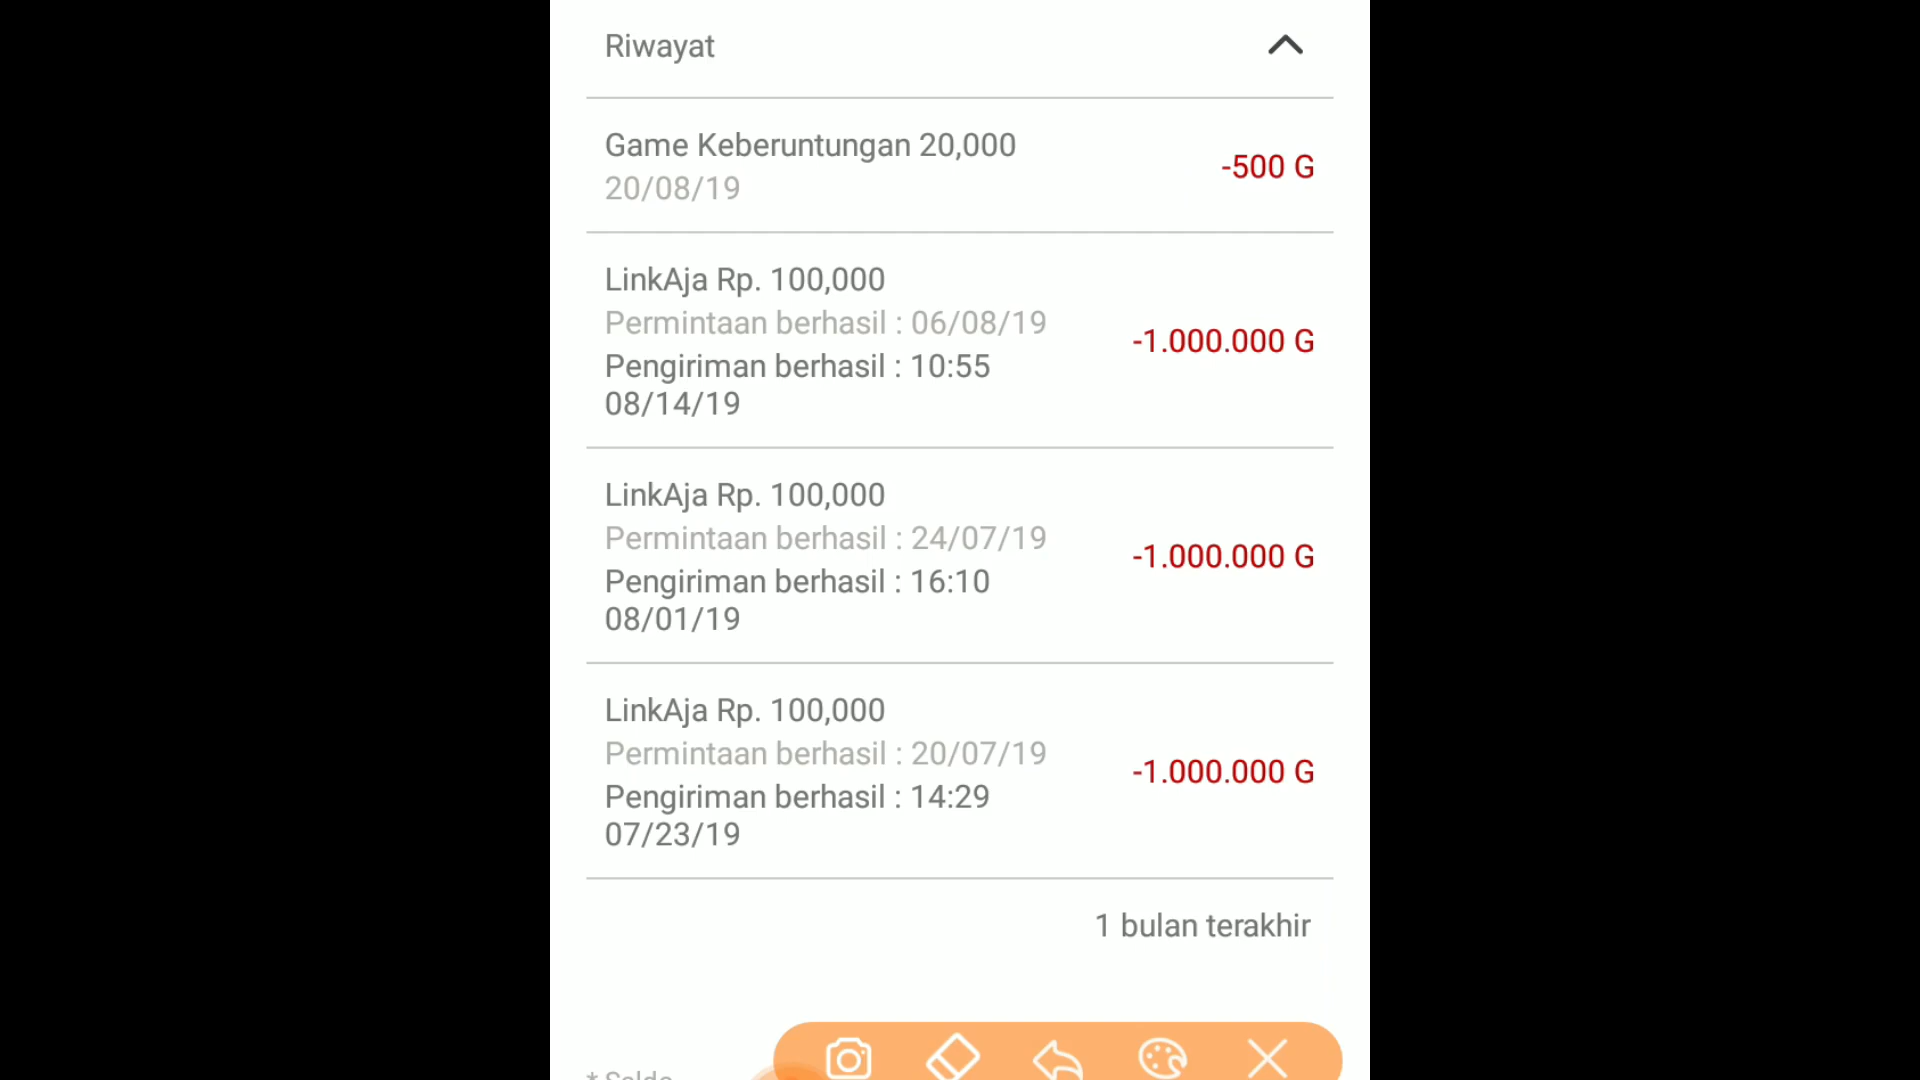 Riwayat
Game Keberuntungan 20,000
20/08/19
-500 G
LinkAja Rp. 100,000
Permintaan berhasil : 06/08/19
Pengiriman berhasil : 10:55
08/14/19
-1.000.000 G
LinkAja Rp. 100,000
Permintaan berhasil : 24/07/19
Pengiriman berhasil : 16:10
08/01/19
-1.000.000 G
LinkAja Rp. 100,000
Permintaan berhasil : 20/07/19
Pengiriman berhasil : 14:29
07/23/19
-1.000.000 G
1 bulan terakhir